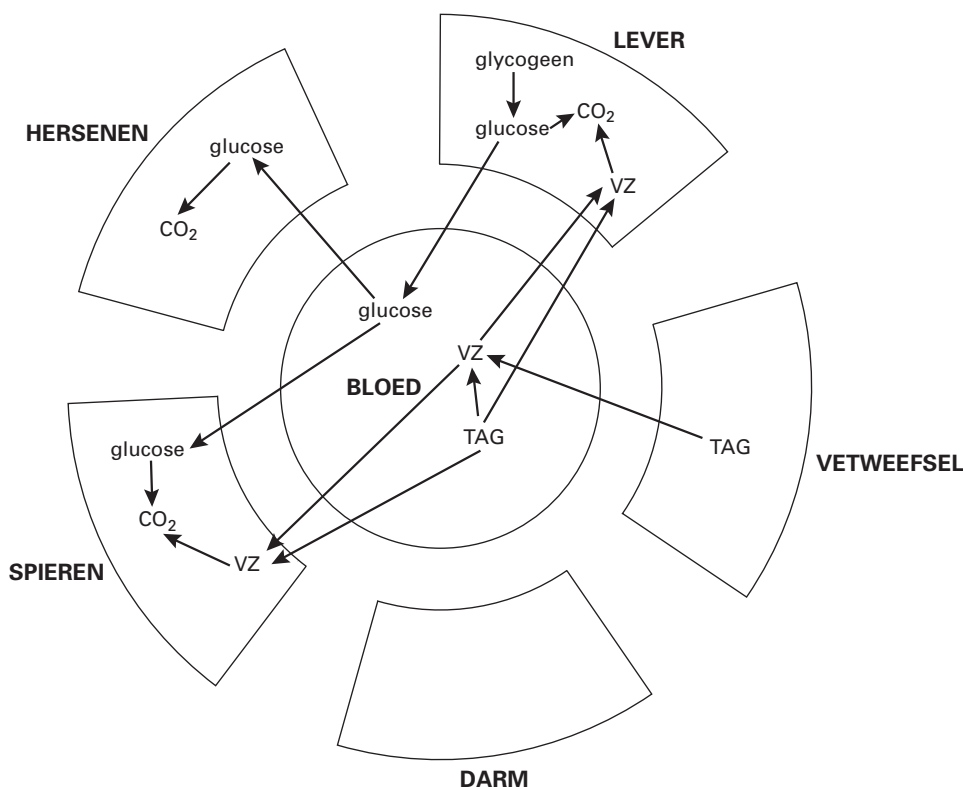 LEVER
glycogeen
glucose
CO₂
VZ
HERSENEN
glucose
CO₂
glucose
VZ
BLOED
TAG
TAG
VETWEEFSEL
glucose
CO₂
VZ
SPIEREN
DARM